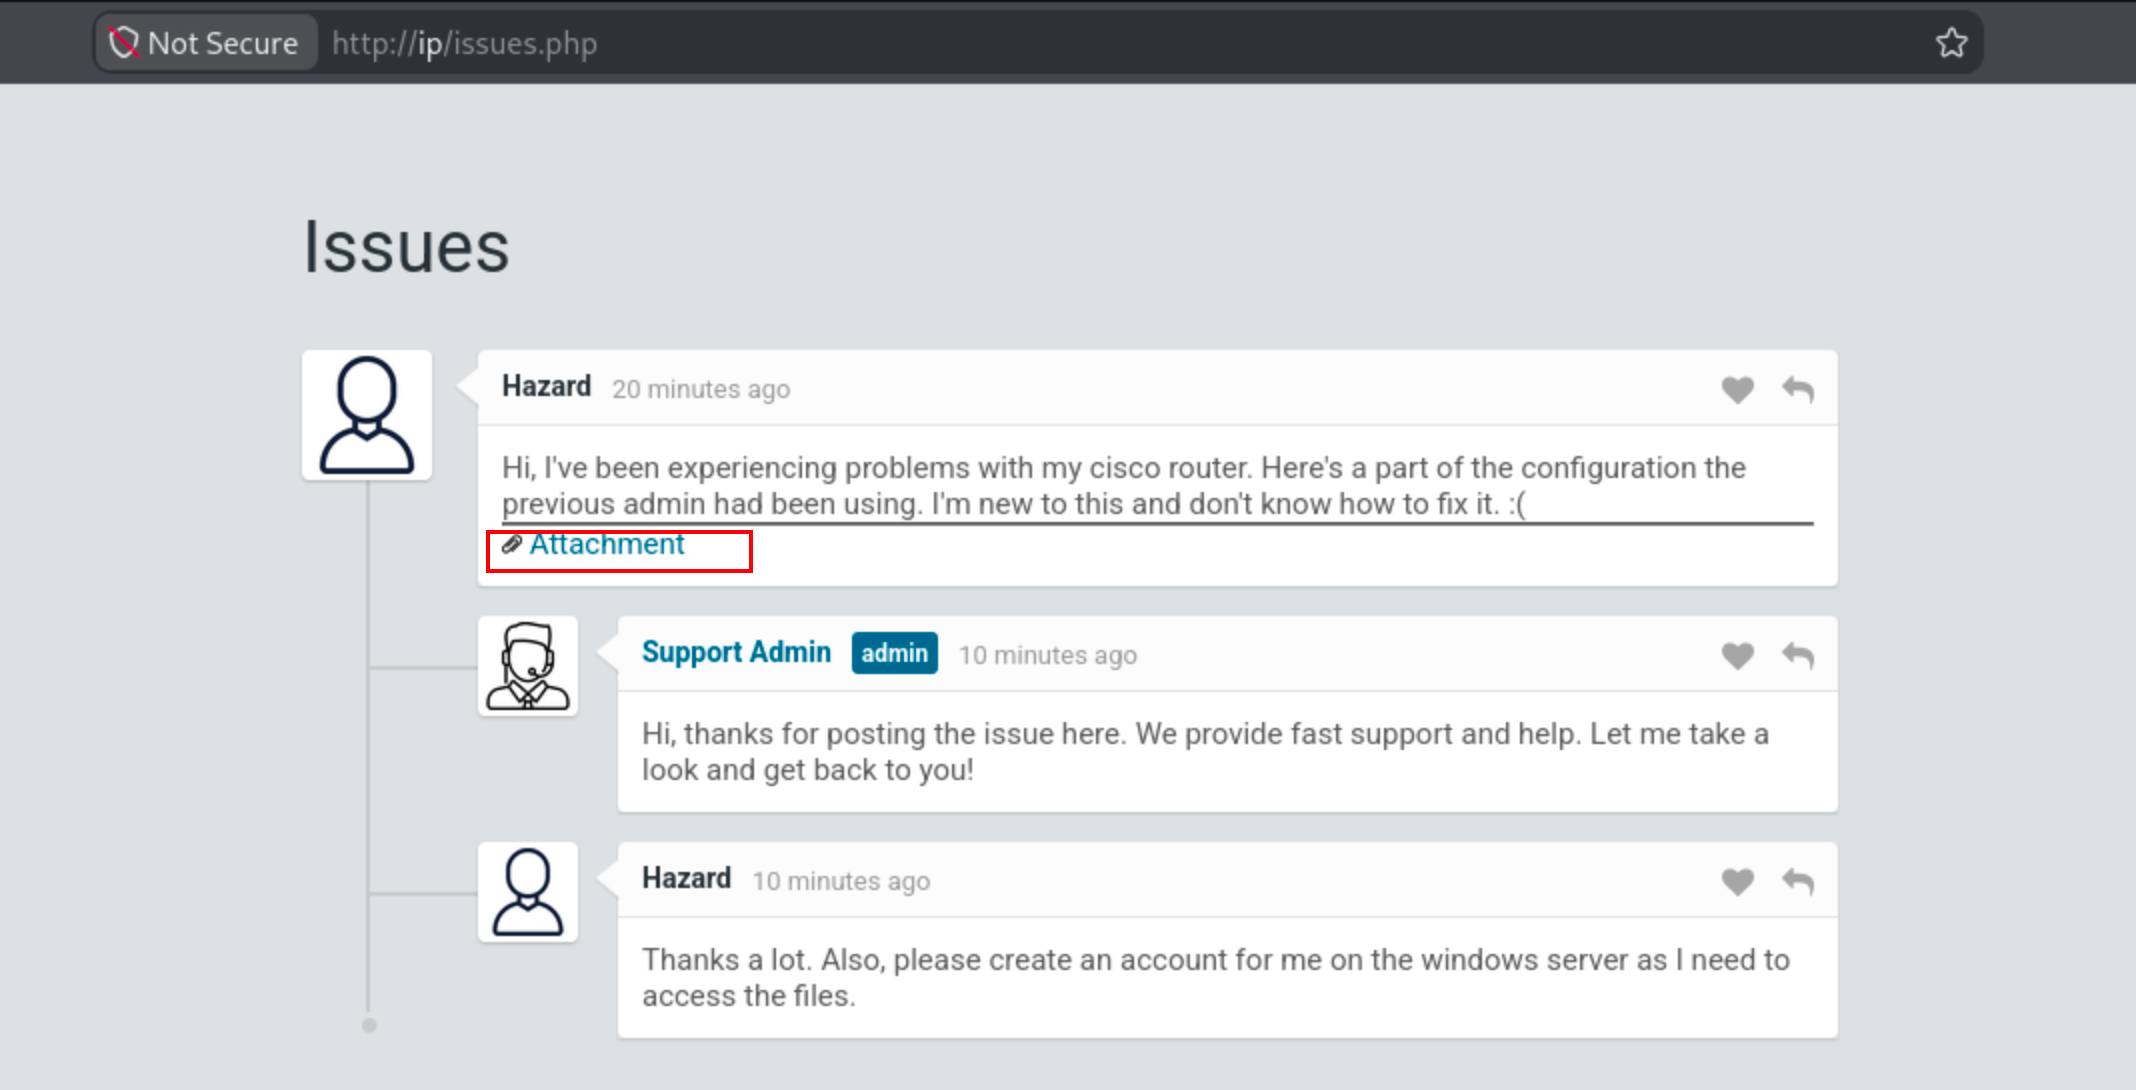 Not Secure http://ip/issues.php
Issues
Hazard 20 minutes ago
Hi, I've been experiencing problems with my cisco router. Here's a part of the configuration the
previous admin had been using. I'm new to this and don't know how to fix it. :(
Attachment
Support Admin admin 10 minutes ago
Hi, thanks for posting the issue here. We provide fast support and help. Let me take a
look and get back to you!
Hazard 10 minutes ago
Thanks a lot. Also, please create an account for me on the windows server as I need to
access the files.